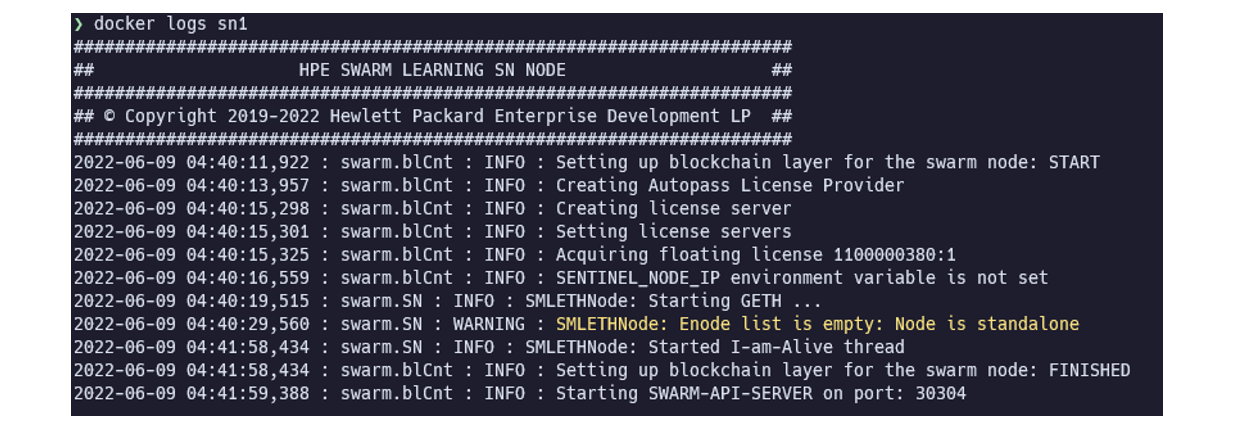 ❯ docker logs sn1
######################################################################
##                    HPE SWARM LEARNING SN NODE                    ##
######################################################################
## © Copyright 2019-2022 Hewlett Packard Enterprise Development LP  ##
######################################################################
2022-06-09 04:40:11,922 : swarm.blCnt : INFO : Setting up blockchain layer for the swarm node: START
2022-06-09 04:40:13,957 : swarm.blCnt : INFO : Creating Autopass License Provider
2022-06-09 04:40:15,298 : swarm.blCnt : INFO : Creating license server
2022-06-09 04:40:15,301 : swarm.blCnt : INFO : Setting license servers
2022-06-09 04:40:15,325 : swarm.blCnt : INFO : Acquiring floating license 1100000380:1
2022-06-09 04:40:16,559 : swarm.blCnt : INFO : SENTINEL_NODE_IP environment variable is not set
2022-06-09 04:40:19,515 : swarm.SN : INFO : SMLETHNode: Starting GETH ...
2022-06-09 04:40:29,560 : swarm.SN : WARNING : SMLETHNode: Enode list is empty: Node is standalone
2022-06-09 04:41:58,434 : swarm.SN : INFO : SMLETHNode: Started I-am-Alive thread
2022-06-09 04:41:58,434 : swarm.blCnt : INFO : Setting up blockchain layer for the swarm node: FINISHED
2022-06-09 04:41:59,388 : swarm.blCnt : INFO : Starting SWARM-API-SERVER on port: 30304